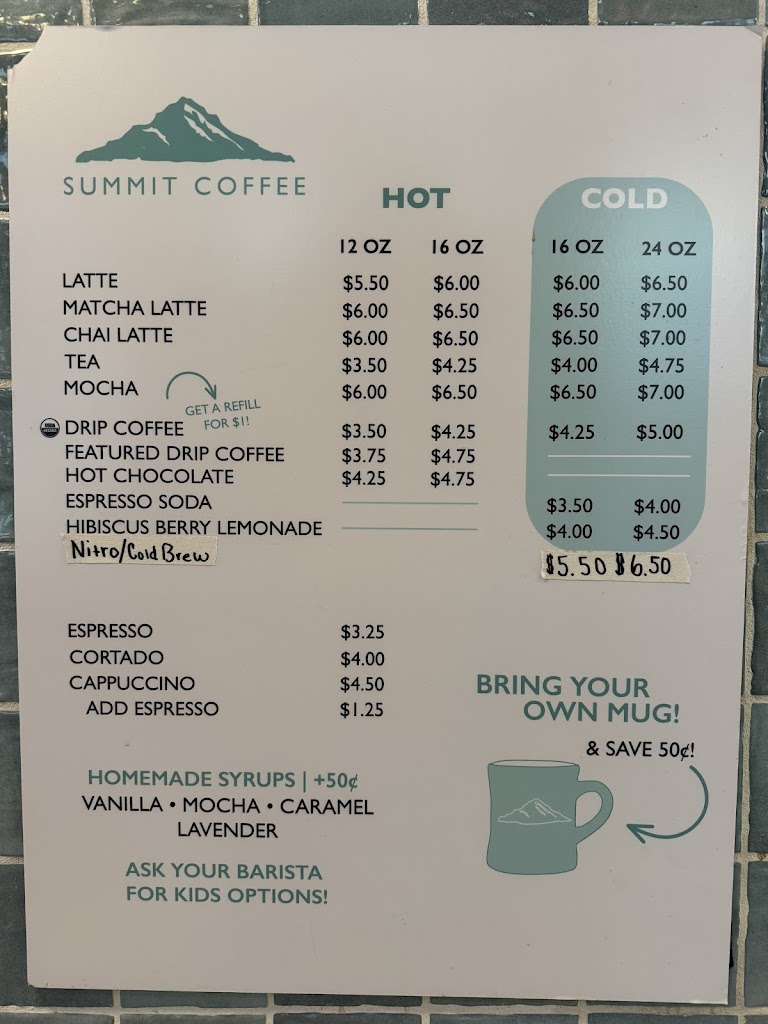 SUMMIT COFFEE
HOT COLD
12 OZ 16 OZ 16 OZ 24 OZ
LATTE $5.50 $6.00 $6.00 $6.50
MATCHA LATTE $6.00 $6.50 $6.50 $7.00
CHAI LATTE $6.00 $6.50 $6.50 $7.00
TEA $3.50 $4.25 $4.00 $4.75
MOCHA $6.00 $6.50 $6.50 $7.00
GET A REFILL
FOR $1!
DRIP COFFEE $3.50 $4.25 $4.25 $5.00
FEATURED DRIP COFFEE $3.75 $4.75
HOT CHOCOLATE $4.25 $4.75
ESPRESSO SODA $3.50 $4.00
HIBISCUS BERRY LEMONADE $4.00 $4.50
Nitro/Cold Brew $5.50 $6.50
ESPRESSO $3.25
CORTADO $4.00
CAPPUCCINO $4.50
ADD ESPRESSO $1.25
BRING YOUR
OWN MUG!
& SAVE 50¢!
HOMEMADE SYRUPS | +50¢
VANILLA • MOCHA • CARAMEL
LAVENDER
ASK YOUR BARISTA
FOR KIDS OPTIONS!